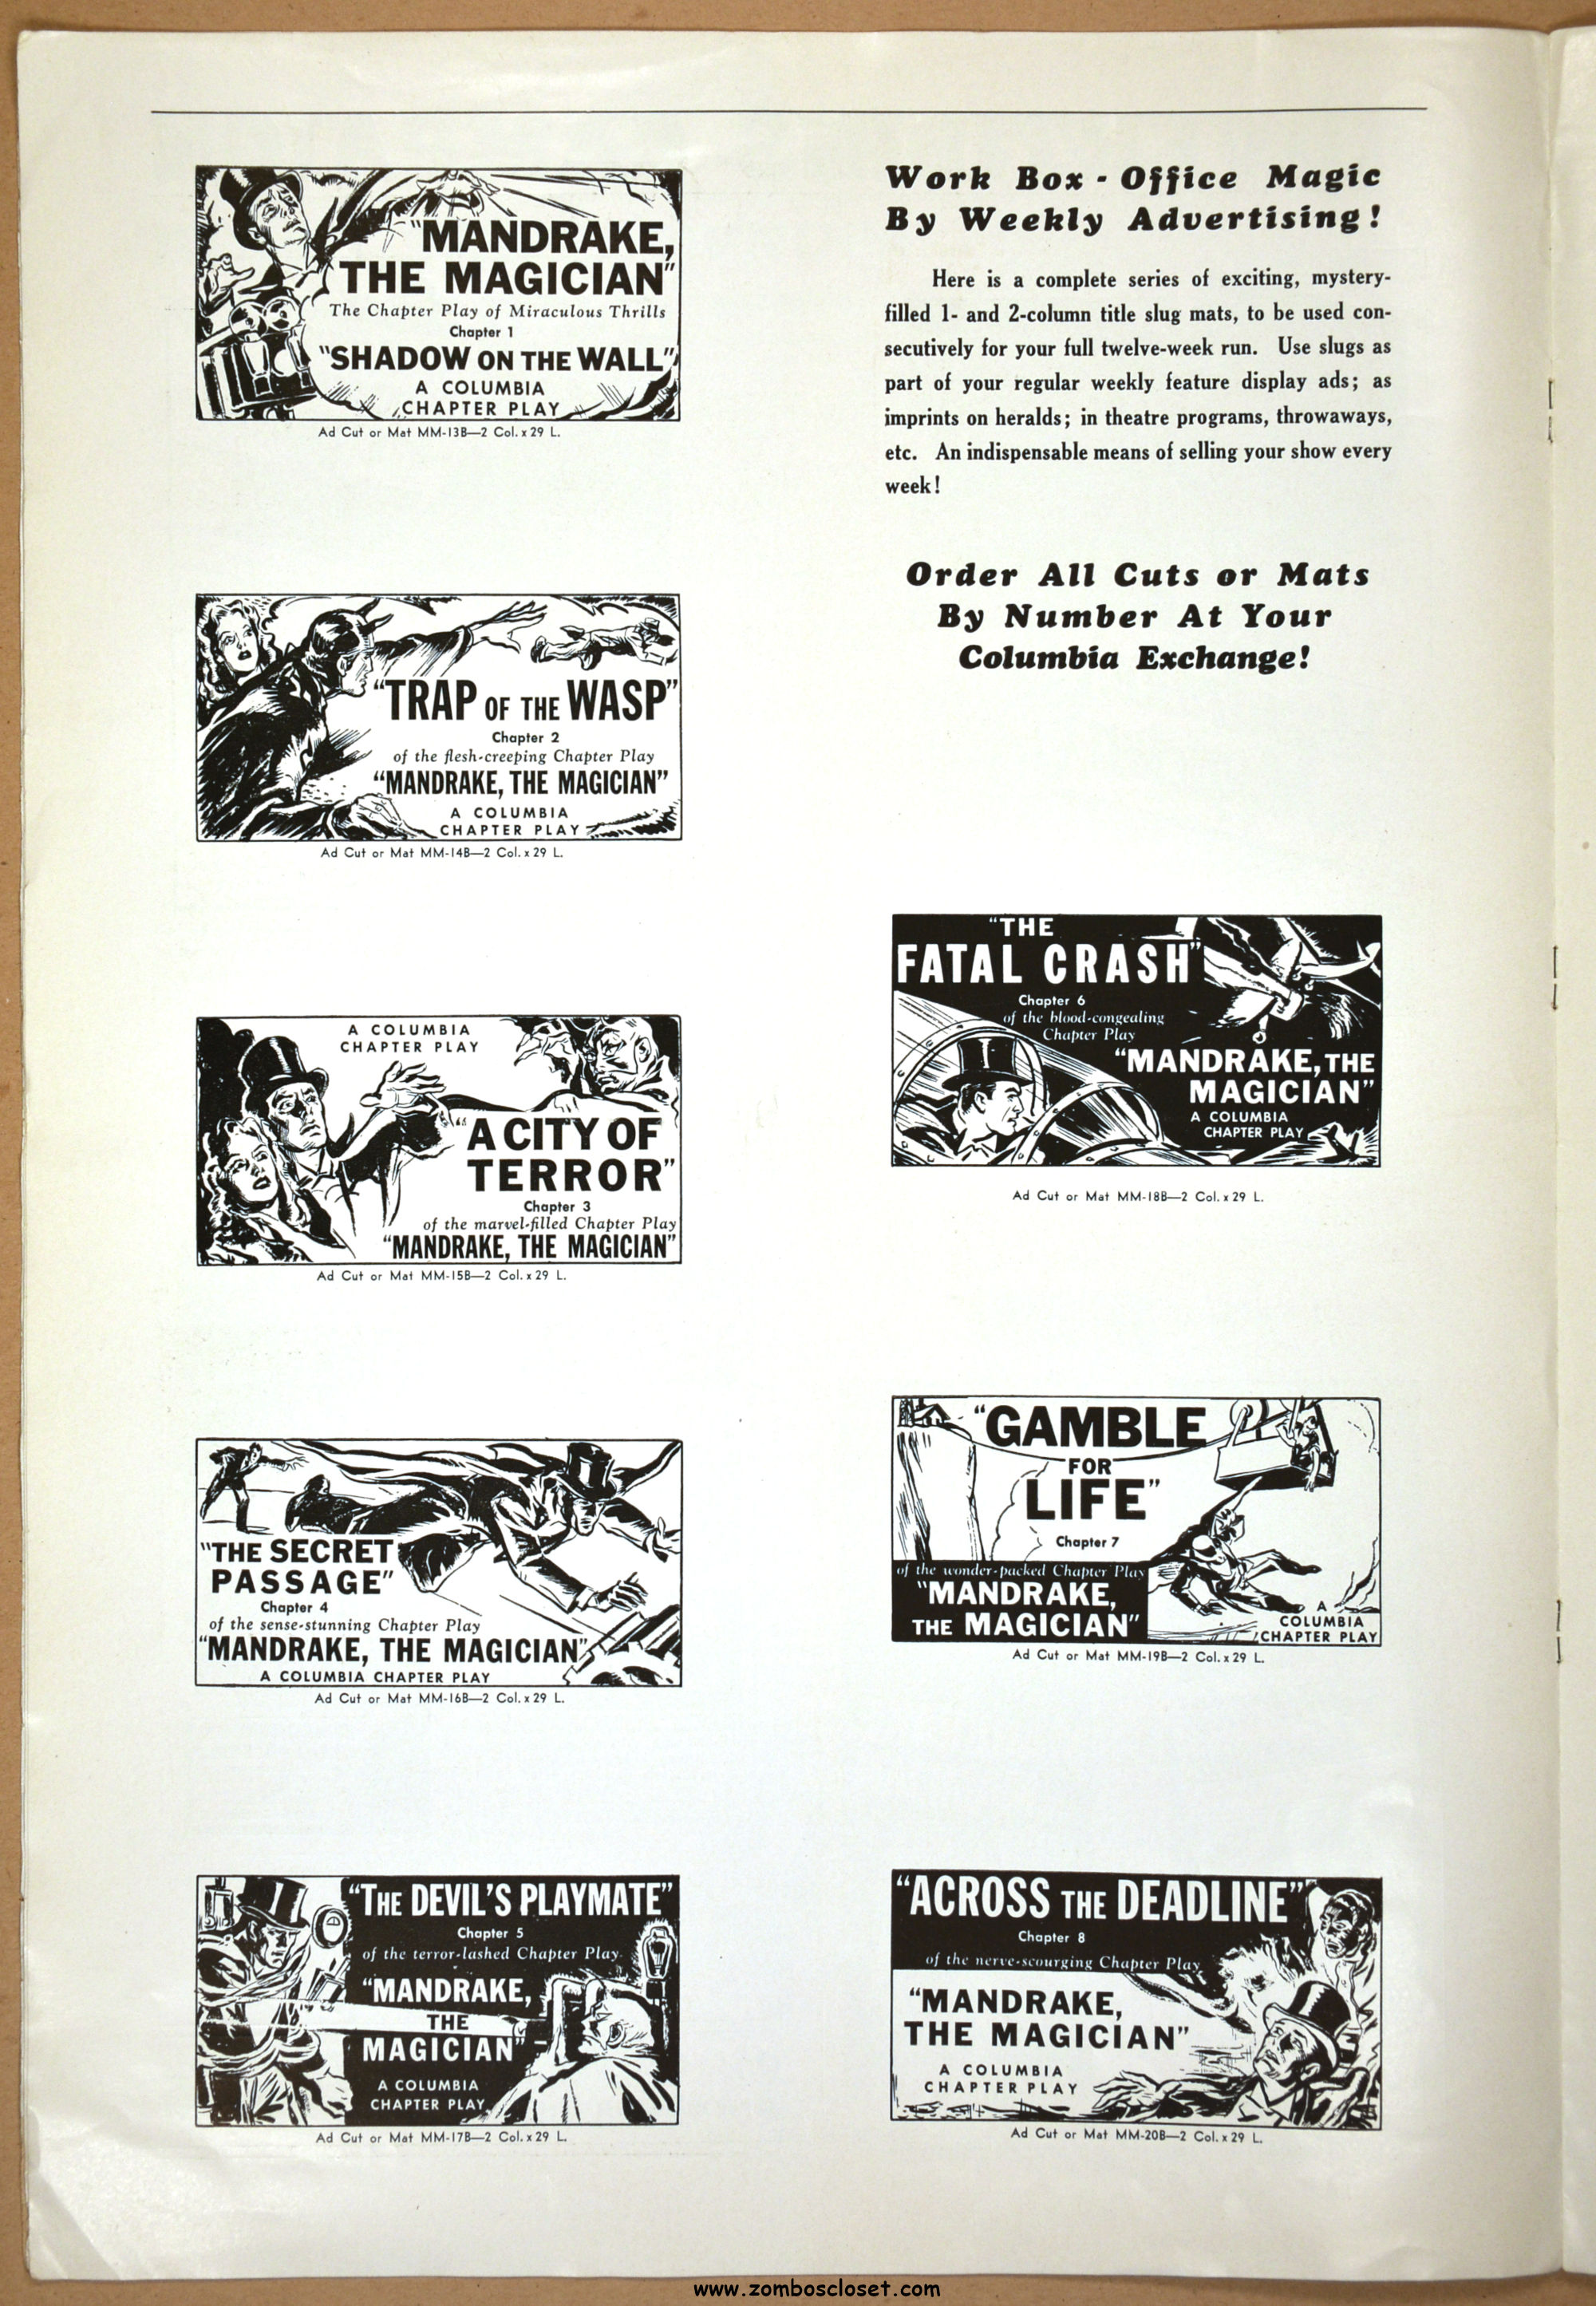 "MANDRAKE,
THE MAGICIAN"
The Chapter Play of Miraculous Thrills
Chapter 1
"SHADOW ON THE WALL"
A COLUMBIA
CHAPTER PLAY
Ad Cut or Mat MM-13B—2 Col. x 29 L.
"TRAP OF THE WASP"
Chapter 2
of the flesh-creeping Chapter Play
"MANDRAKE, THE MAGICIAN"
A COLUMBIA
CHAPTER PLAY
Ad Cut or Mat MM-14B—2 Col. x 29 L.
A COLUMBIA
CHAPTER PLAY
"A CITY OF
TERROR"
Chapter 3
of the marvel-filled Chapter Play
"MANDRAKE, THE MAGICIAN"
Ad Cut or Mat MM-15B—2 Col. x 29 L.
"THE SECRET
PASSAGE"
Chapter 4
of the sense-stunning Chapter Play
"MANDRAKE, THE MAGICIAN"
A COLUMBIA CHAPTER PLAY
Ad Cut or Mat MM-16B—2 Col. x 29 L.
"THE DEVIL'S PLAYMATE"
Chapter 5
of the terror-lashed Chapter Play
"MANDRAKE,
THE
MAGICIAN"
A COLUMBIA
CHAPTER PLAY
Ad Cut or Mat MM-17B—2 Col. x 29 L.
Work Box-Office Magic
By Weekly Advertising!
Here is a complete series of exciting, mystery-
filled 1- and 2-column title slug mats, to be used con-
secutively for your full twelve-week run. Use slugs as
part of your regular weekly feature display ads; as
imprints on heralds; in theatre programs, throwaways,
etc. An indispensable means of selling your show every
week!
Order All Cuts or Mats
By Number At Your
Columbia Exchange!
"THE
FATAL CRASH"
Chapter 6
of the blood-congealing
Chapter Play
"MANDRAKE, THE
MAGICIAN"
A COLUMBIA
CHAPTER PLAY
Ad Cut or Mat MM-18B—2 Col. x 29 L.
"GAMBLE
FOR
LIFE"
Chapter 7
of the wonder-packed Chapter Play
"MANDRAKE,
THE MAGICIAN"
A
COLUMBIA
CHAPTER PLAY
Ad Cut or Mat MM-19B—2 Col. x 29 L.
"ACROSS THE DEADLINE"
Chapter 8
of the nerve-scourging Chapter Play
"MANDRAKE,
THE MAGICIAN"
A COLUMBIA
CHAPTER PLAY
Ad Cut or Mat MM-20B—2 Col. x 29 L.
www.zomboscloset.com